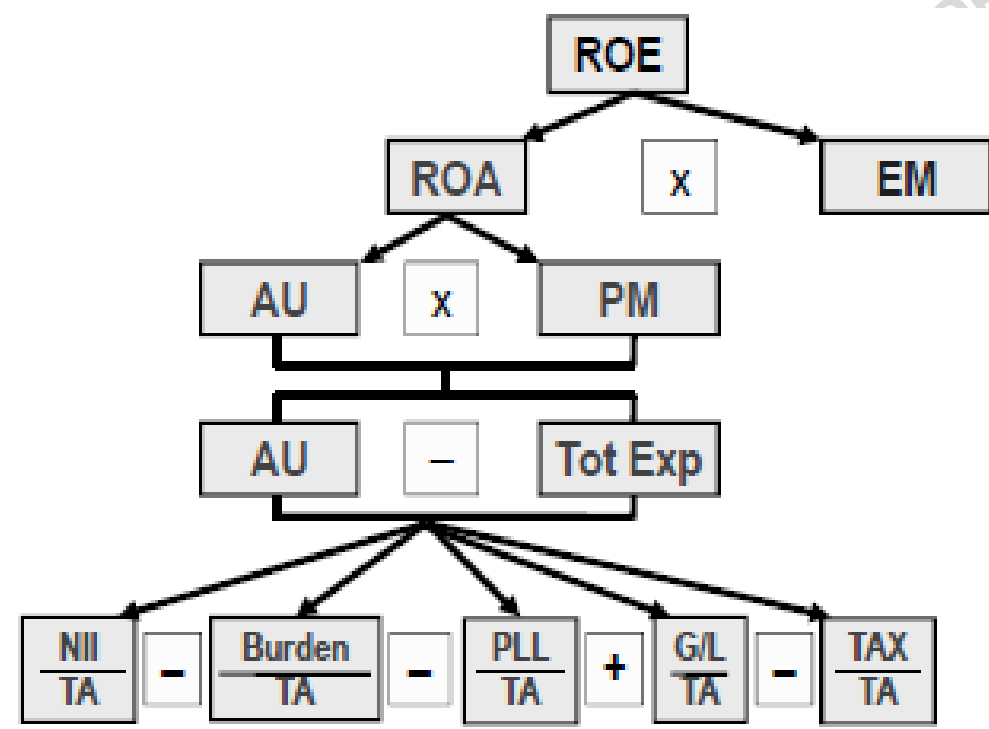 ROE
ROA x EM
AU x PM
AU – Tot Exp
NII - Burden - PLL + G/L - TAX
TA TA TA TA TA